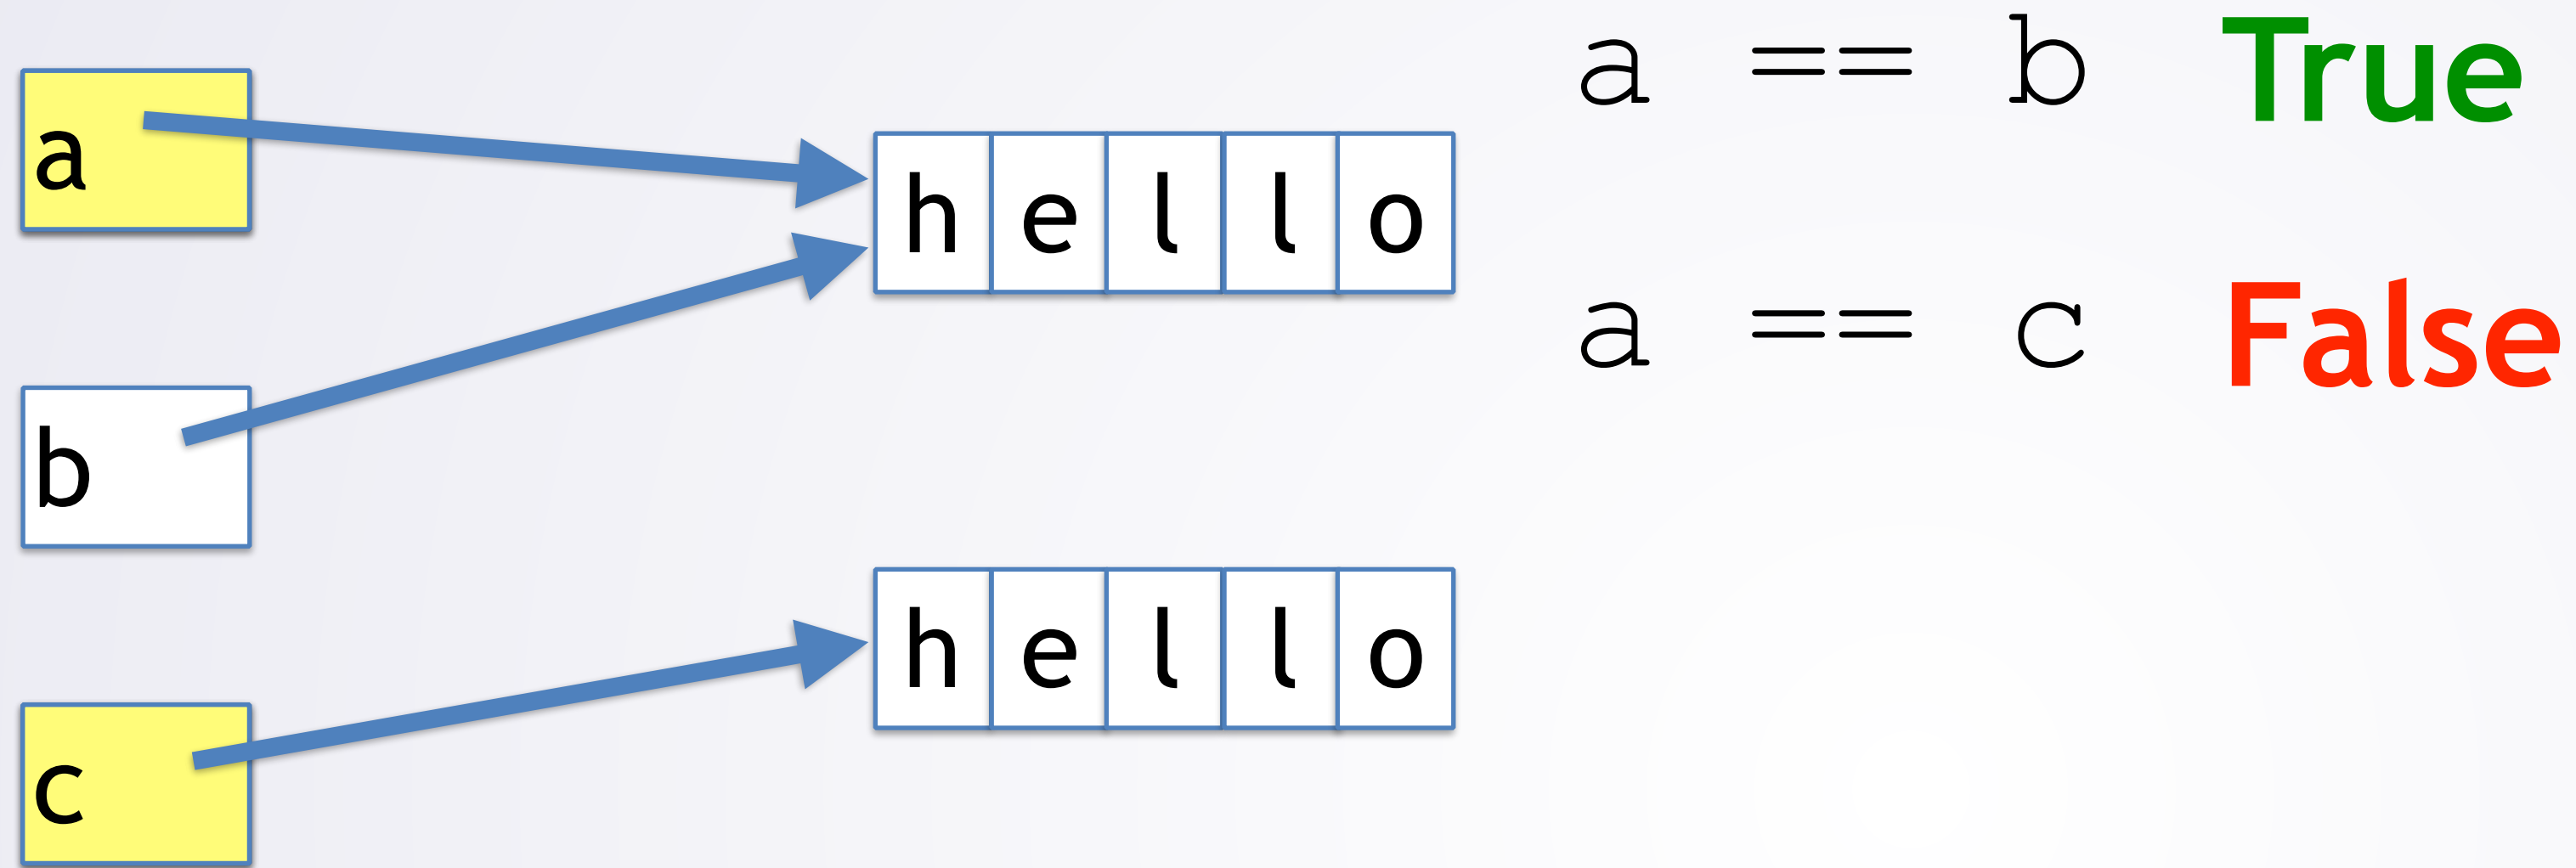 a == b True
a
h e l l o
a == c False
b
h e l l o
c